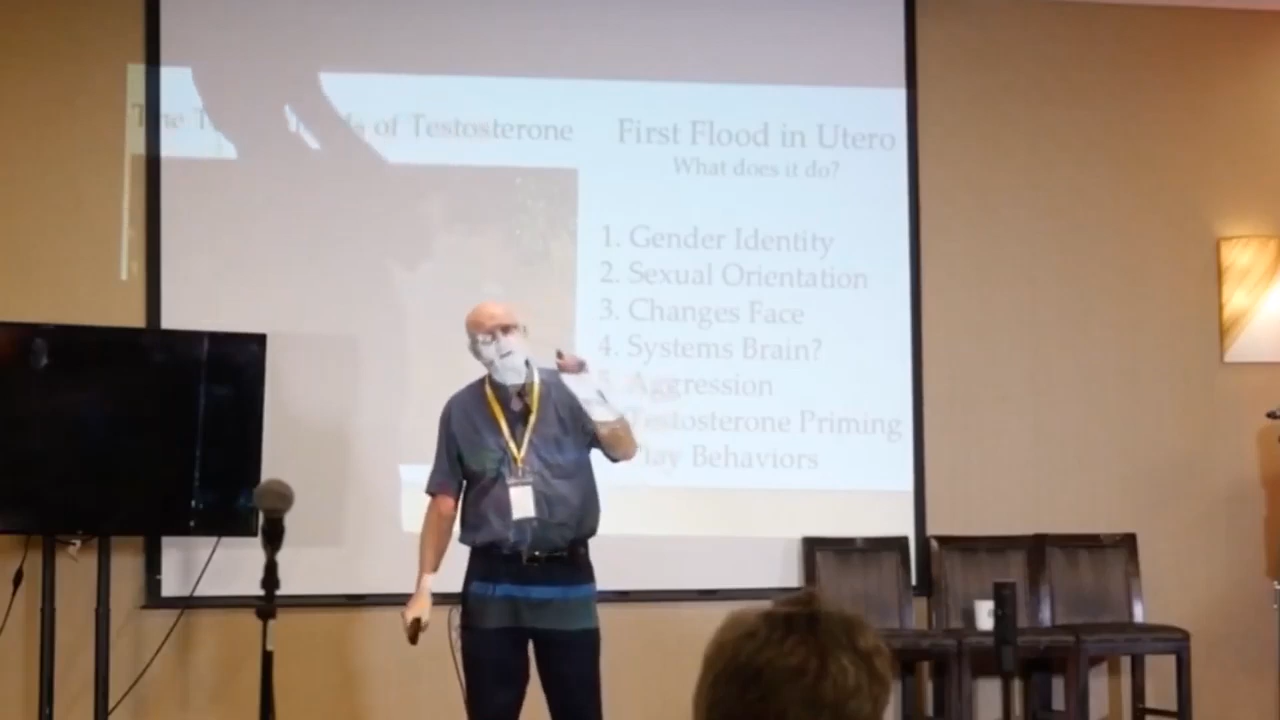 of Testosterone
First Flood in Utero
What does it do?
1. Gender Identity
2. Sexual Orientation
3. Changes Face
4. Systems Brain?
Aggression
Testosterone Priming
Play Behaviors